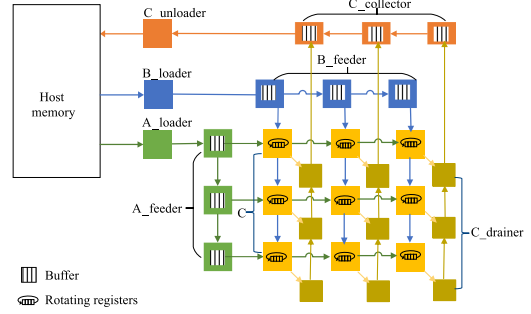 C_collector
C_unloader
B_feeder
B_loader
Host
memory
A_loader
A_feeder
C
C_drainer
Buffer
Rotating registers